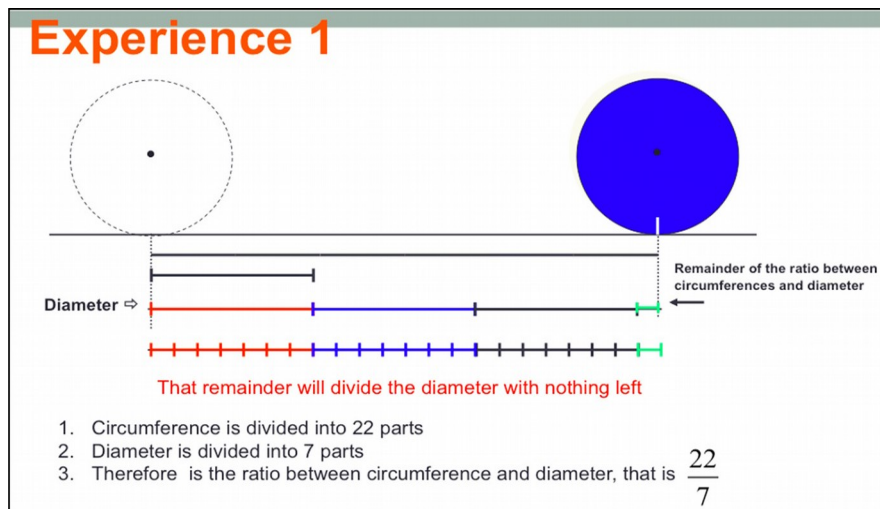 Experience 1
Remainder of the ratio between
circumferences and diameter
Diameter ⇨
That remainder will divide the diameter with nothing left
1. Circumference is divided into 22 parts
2. Diameter is divided into 7 parts
3. Therefore is the ratio between circumference and diameter, that is 22/7